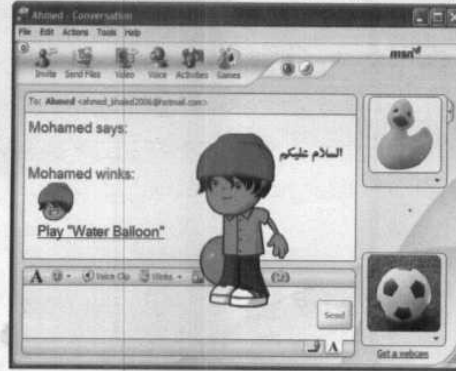 Ahmed - Conversation
File Edit Actions Tools Help
Invite Send Files Video Voice Activities Games
msn
To: Ahmed <ahmed_khaled2006@hotmail.com>
Mohamed says:
السلام عليكم
Mohamed winks:
Play "Water Balloon"
A Voice Clip Winks
Send
A
Get a webcam